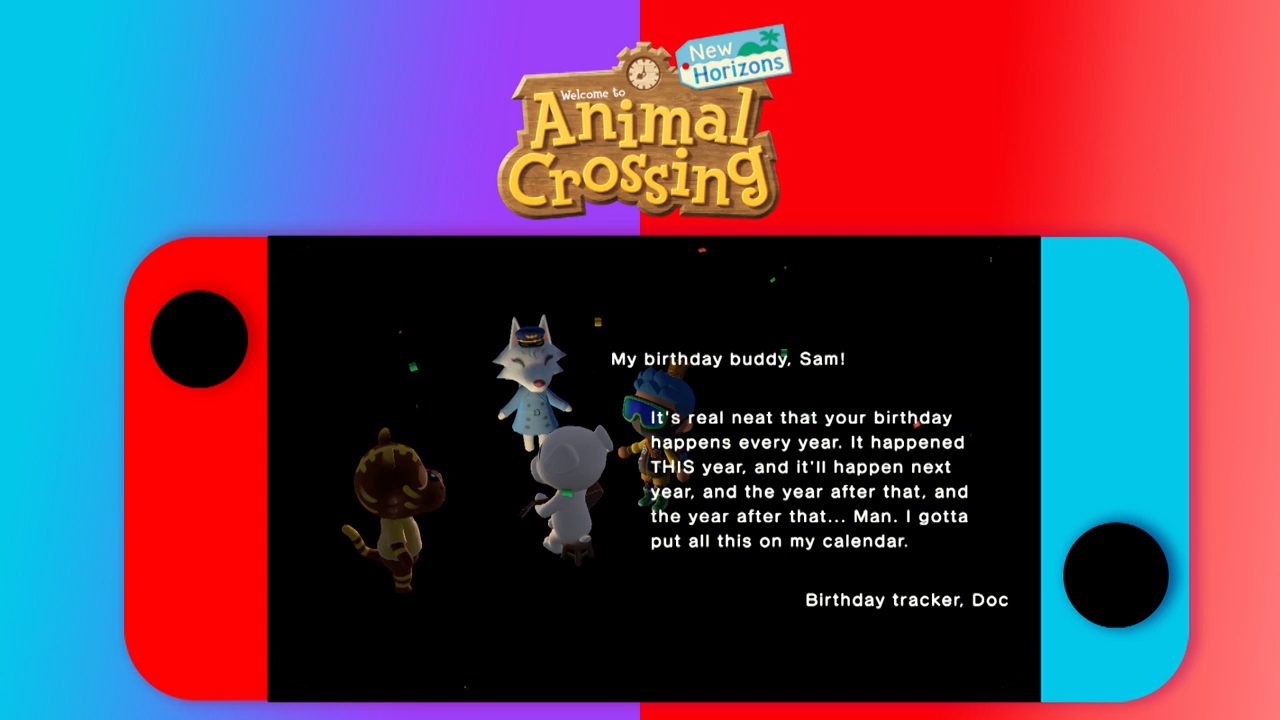 New
Horizons
Welcome to
Animal
Crossing
My birthday buddy, Sam!
It's real neat that your birthday
happens every year. It happened
THIS year, and it'll happen next
year, and the year after that, and
the year after that... Man. I gotta
put all this on my calendar.
Birthday tracker, Doc